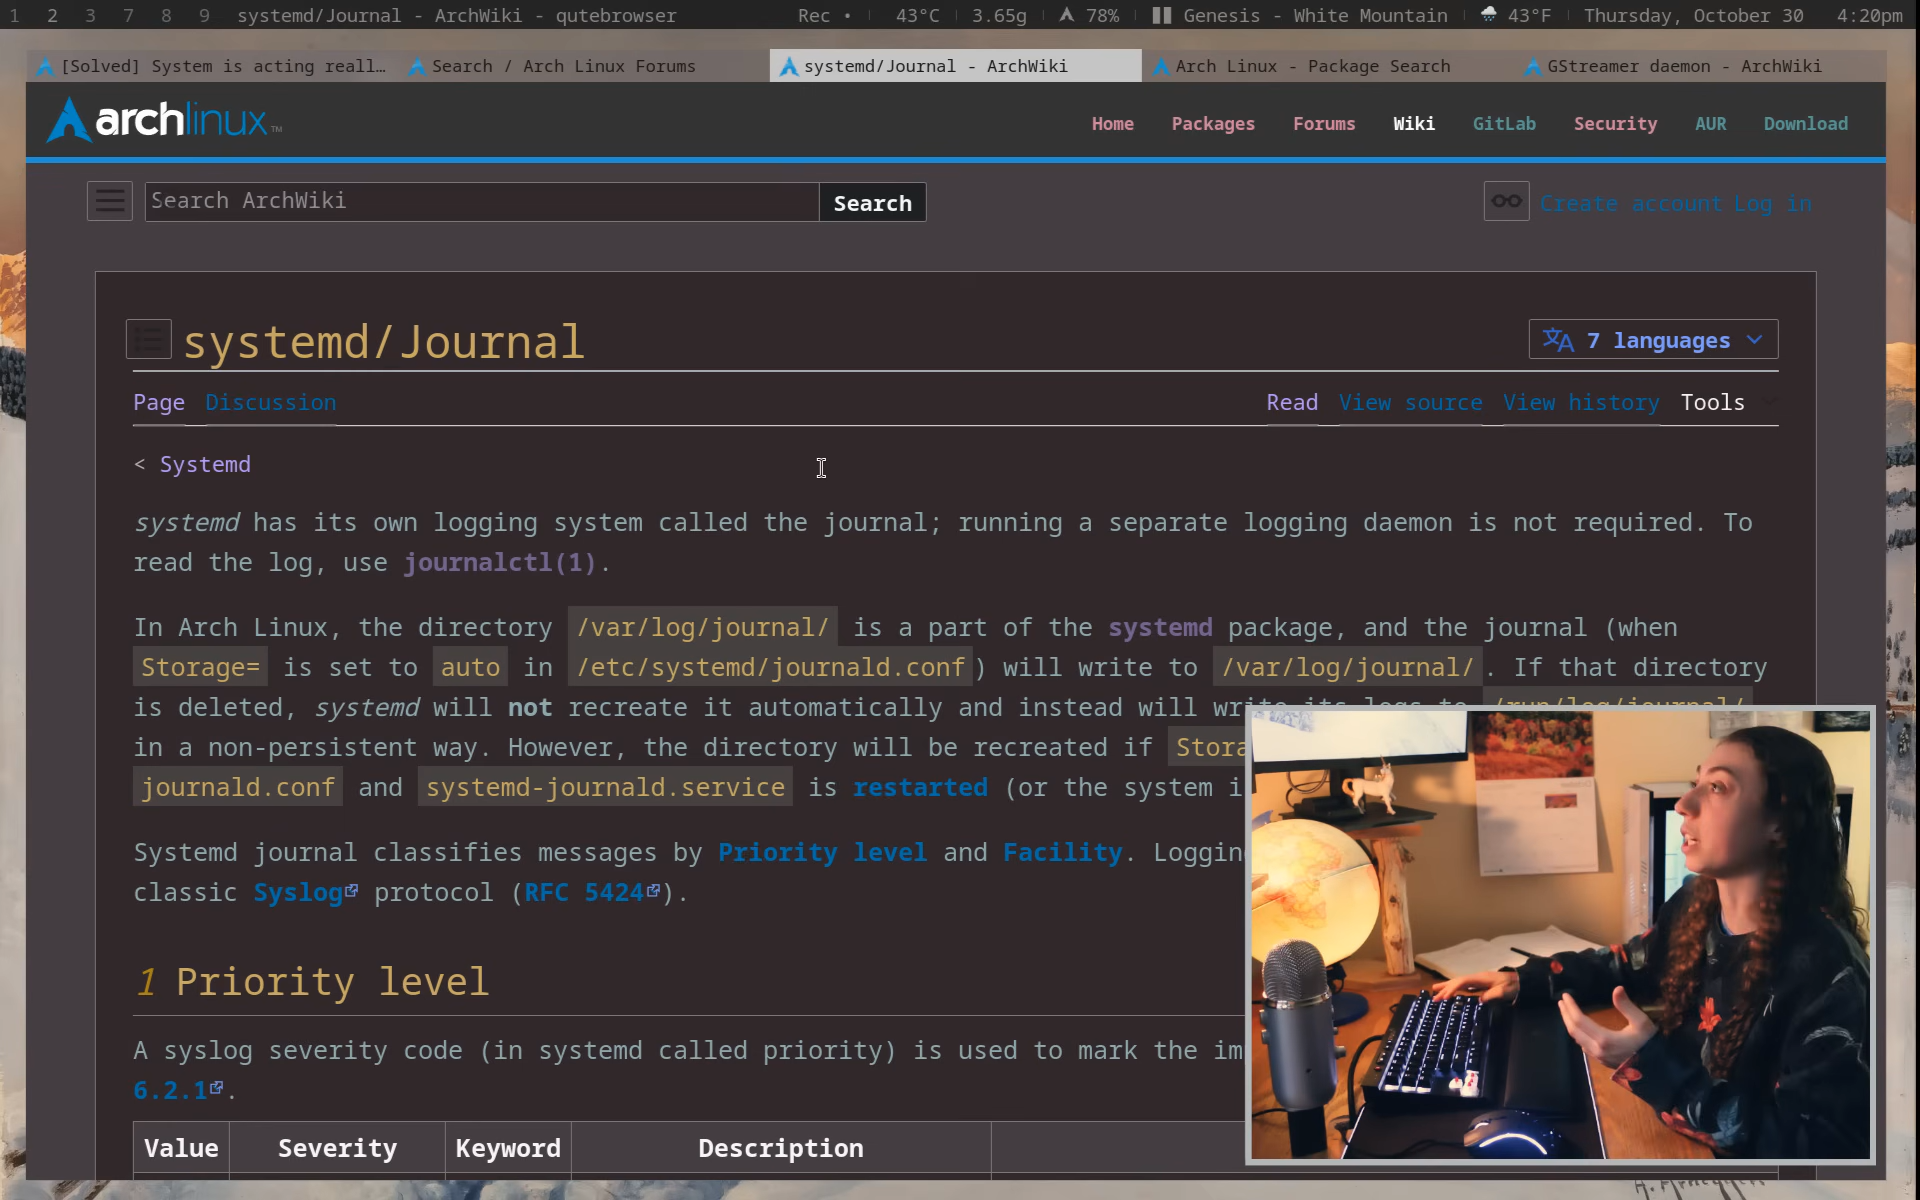 1 2 3 7 8 9 systemd/Journal - ArchWiki - qutebrowser Rec • 43°C 3.65g 78% Genesis - White Mountain 43°F Thursday, October 30 4:20pm
[Solved] System is acting reall… Search / Arch Linux Forums systemd/Journal - ArchWiki Arch Linux - Package Search GStreamer daemon - ArchWiki
archlinux™ Home Packages Forums Wiki GitLab Security AUR Download
Search ArchWiki Search Create account Log in
systemd/Journal 7 languages
Page Discussion Read View source View history Tools
< Systemd
systemd has its own logging system called the journal; running a separate logging daemon is not required. To
read the log, use journalctl(1).
In Arch Linux, the directory /var/log/journal/ is a part of the systemd package, and the journal (when
Storage= is set to auto in /etc/systemd/journald.conf) will write to /var/log/journal/. If that directory
is deleted, systemd will not recreate it automatically and instead will write its logs to /run/log/journal/
in a non-persistent way. However, the directory will be recreated if Stora
journald.conf and systemd-journald.service is restarted (or the system i
Systemd journal classifies messages by Priority level and Facility. Loggin
classic Syslog protocol (RFC 5424).
1 Priority level
A syslog severity code (in systemd called priority) is used to mark the im
6.2.1.
Value Severity Keyword Description